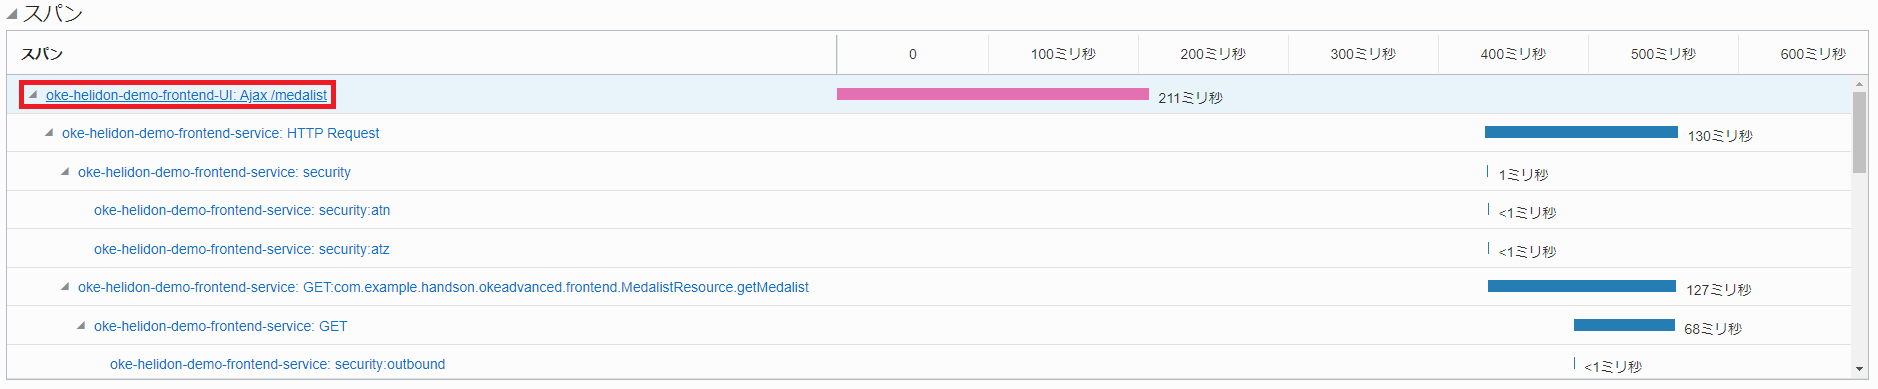 スパン
スパン 0 100ミリ秒 200ミリ秒 300ミリ秒 400ミリ秒 500ミリ秒 600ミリ秒
oke-helidon-demo-frontend-UI: Ajax /medalist 211ミリ秒
oke-helidon-demo-frontend-service: HTTP Request 130ミリ秒
oke-helidon-demo-frontend-service: security 1ミリ秒
oke-helidon-demo-frontend-service: security:atn <1ミリ秒
oke-helidon-demo-frontend-service: security:atz <1ミリ秒
oke-helidon-demo-frontend-service: GET:com.example.handson.okeadvanced.frontend.MedalistResource.getMedalist 127ミリ秒
oke-helidon-demo-frontend-service: GET 68ミリ秒
oke-helidon-demo-frontend-service: security:outbound <1ミリ秒